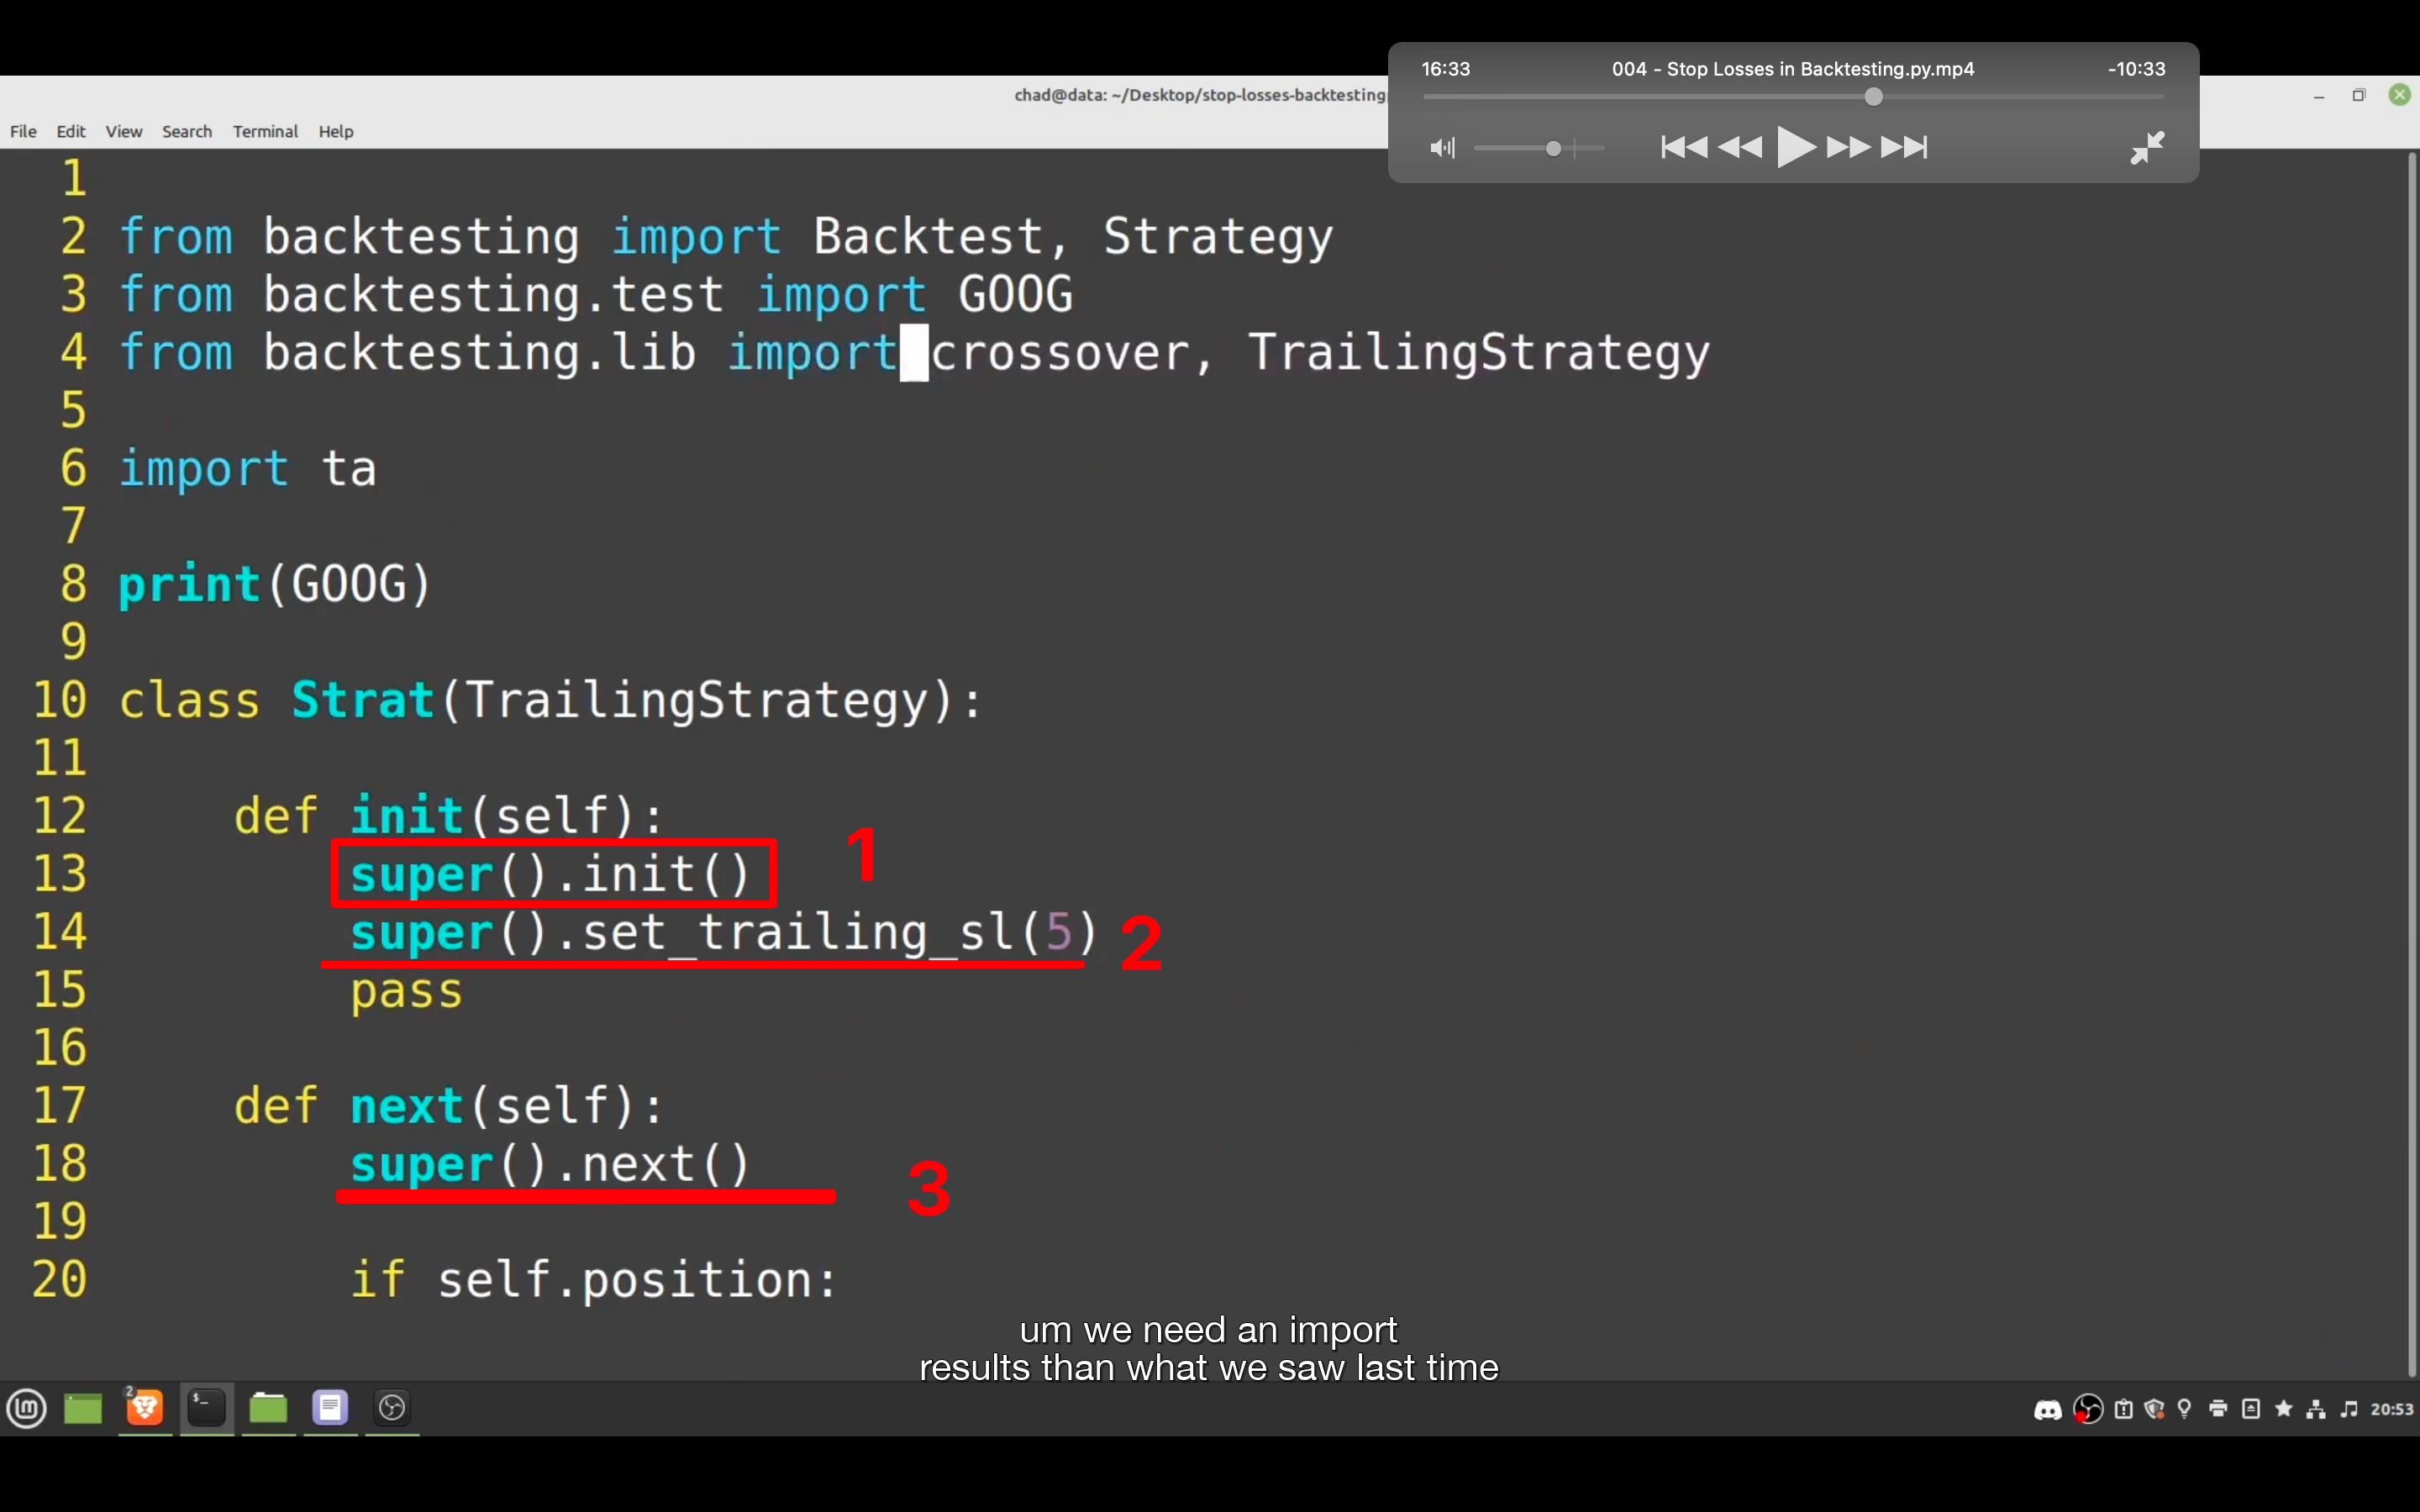 16:33 004 - Stop Losses in Backtesting.py.mp4 -10:33
chad@data: ~/Desktop/stop-losses-backtesting
File Edit View Search Terminal Help
1
2 from backtesting import Backtest, Strategy
3 from backtesting.test import GOOG
4 from backtesting.lib import crossover, TrailingStrategy
5
6 import ta
7
8 print(GOOG)
9
10 class Strat(TrailingStrategy):
11
12 def init(self):
13 super().init() 1
14 super().set_trailing_sl(5) 2
15 pass
16
17 def next(self):
18 super().next() 3
19
20 if self.position:
um we need an import
results than what we saw last time
2
$_
20:53